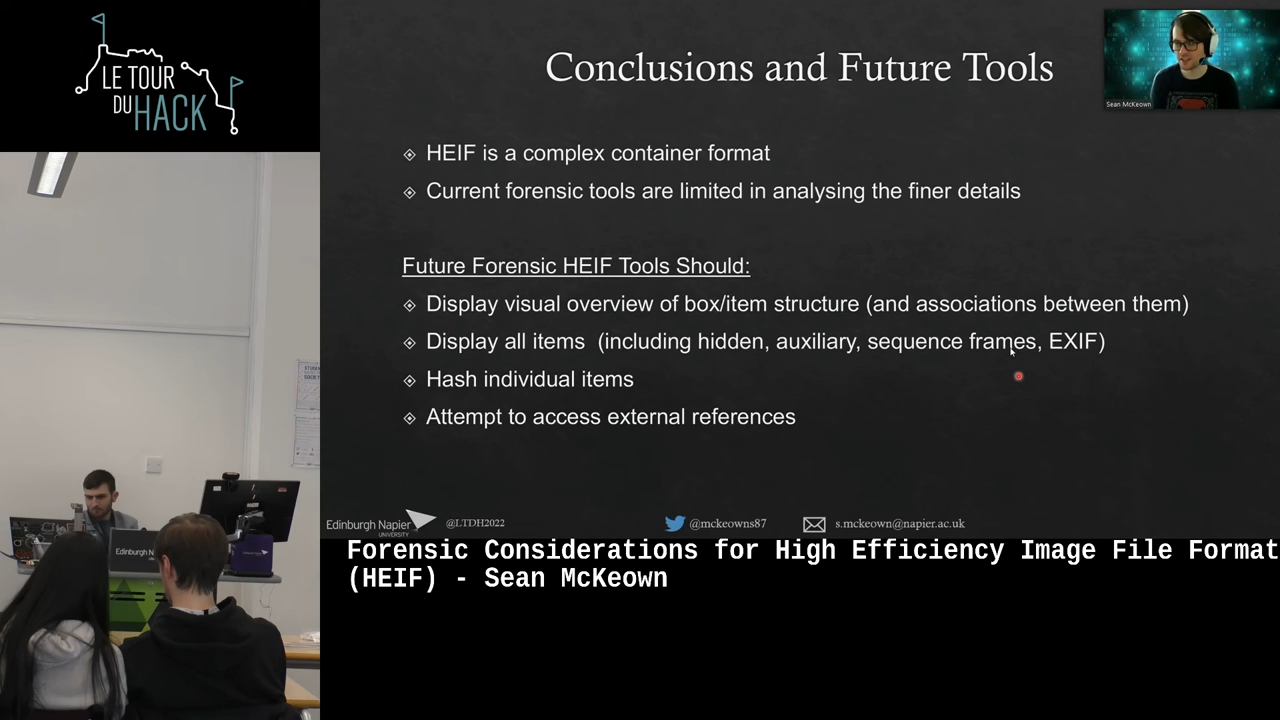 LE TOUR
DU HACK
Conclusions and Future Tools
Sean McKeown
HEIF is a complex container format
Current forensic tools are limited in analysing the finer details
Future Forensic HEIF Tools Should:
Display visual overview of box/item structure (and associations between them)
Display all items (including hidden, auxiliary, sequence frames, EXIF)
Hash individual items
Attempt to access external references
Edinburgh Napier
UNIVERSITY
@LTDH2022
@mckeowns87
s.mckeown@napier.ac.uk
Edinburgh N
Forensic Considerations for High Efficiency Image File Format
(HEIF) - Sean McKeown